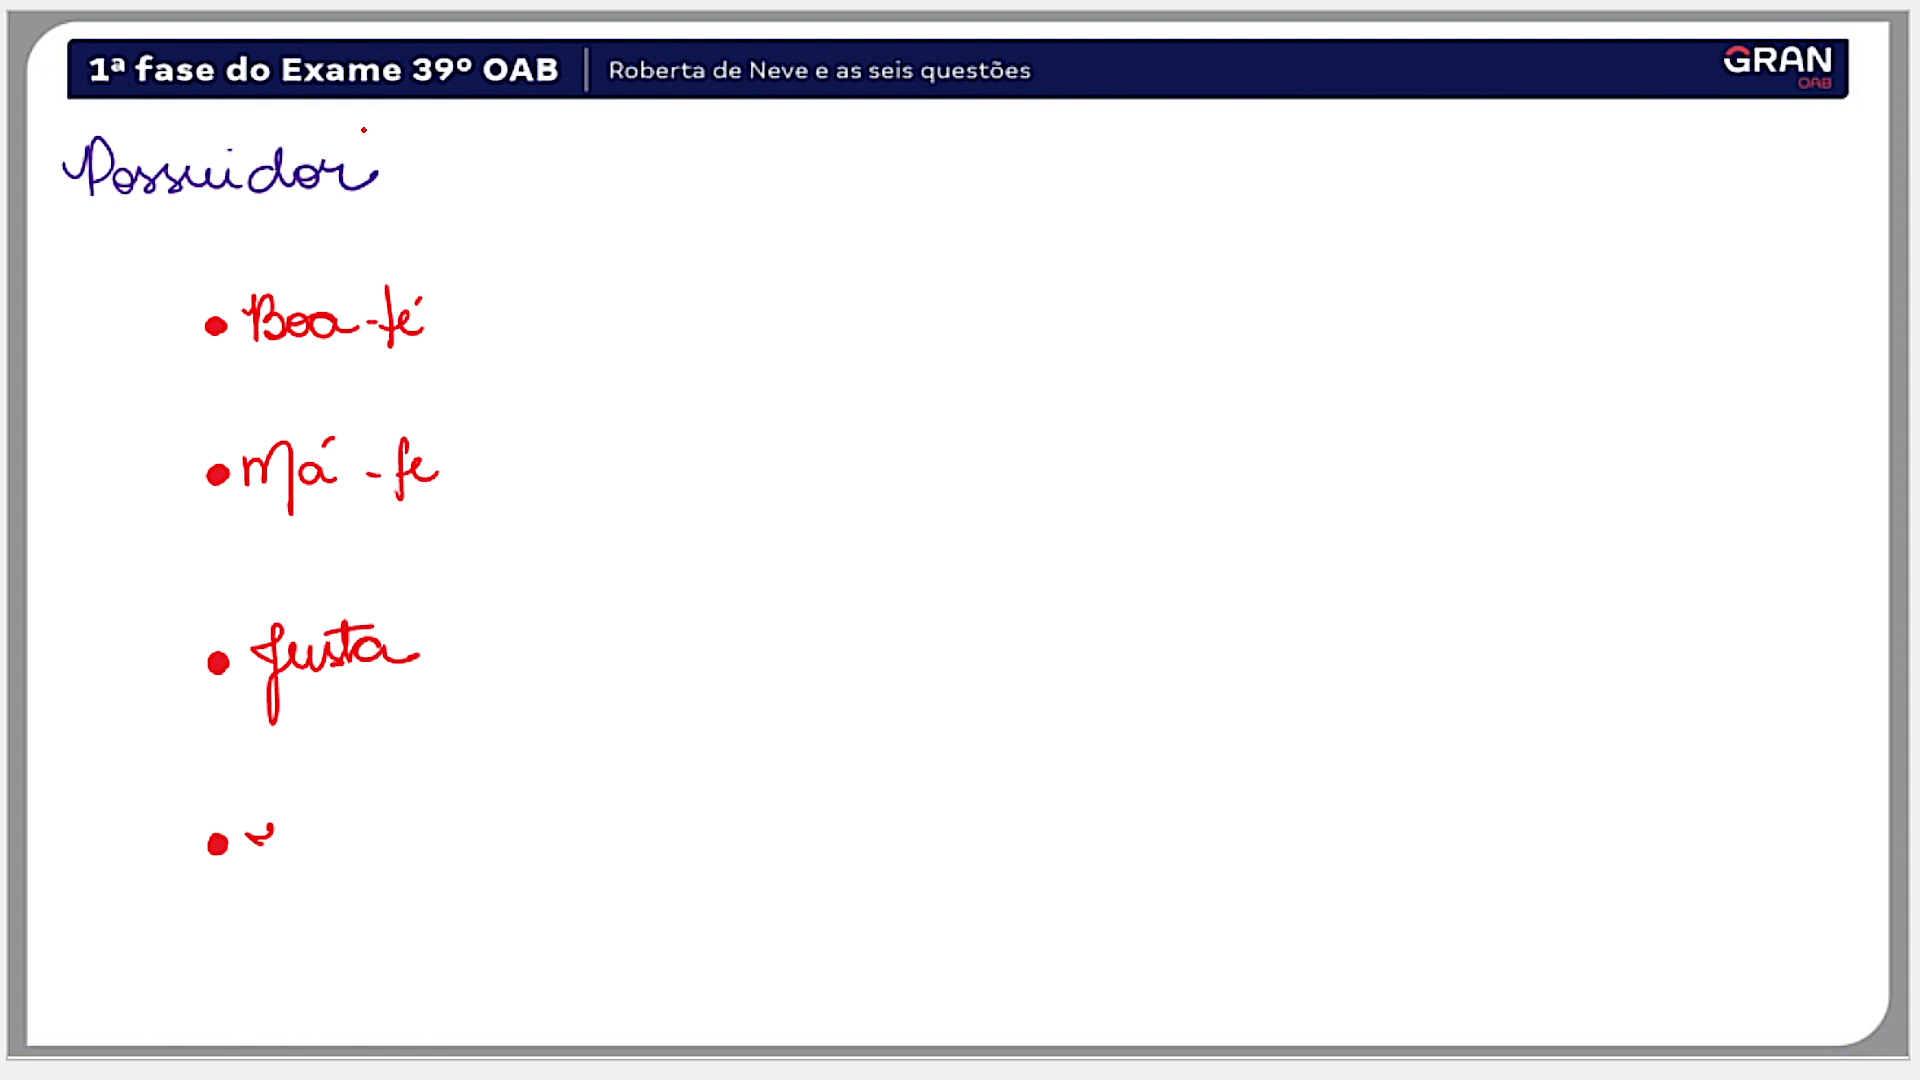 1ª fase do Exame 39º OAB | Roberta de Neve e as seis questões
GRAN
OAB
Possuidor
• Boa-fé
• Má-fe
• Justa
•